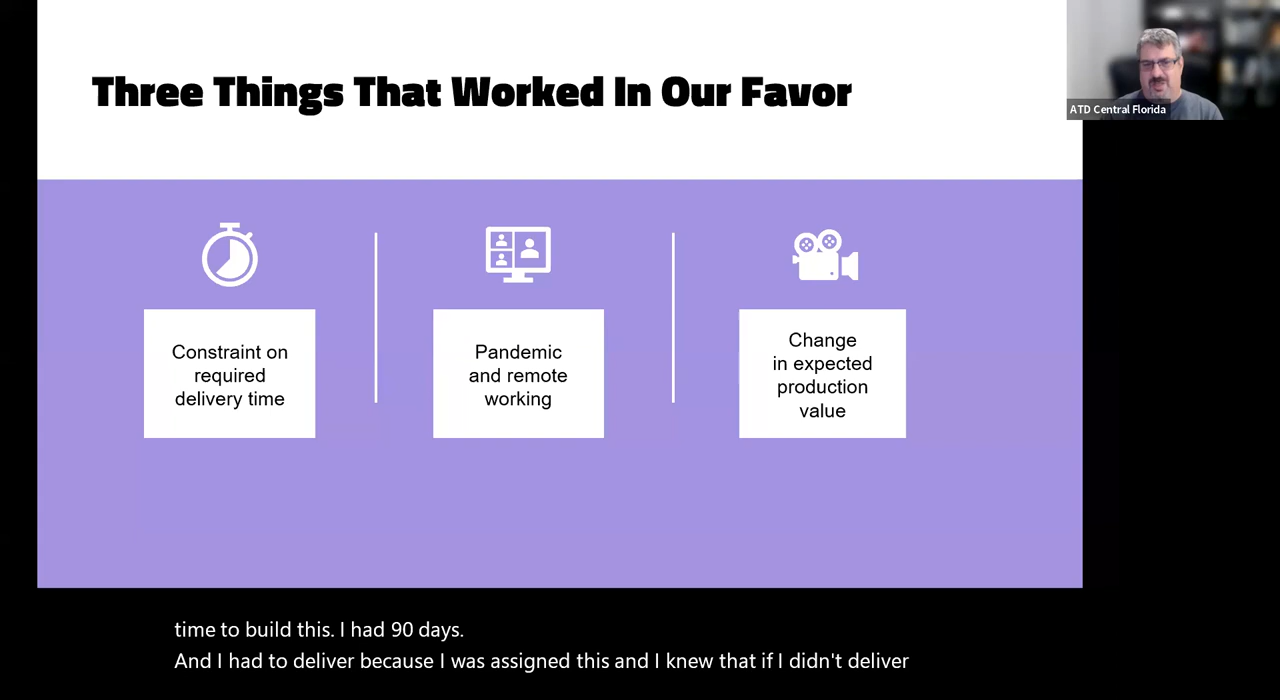 Three Things That Worked In Our Favor
ATD Central Florida
Constraint on
required
delivery time
Pandemic
and remote
working
Change
in expected
production
value
time to build this. I had 90 days.
And I had to deliver because I was assigned this and I knew that if I didn't deliver